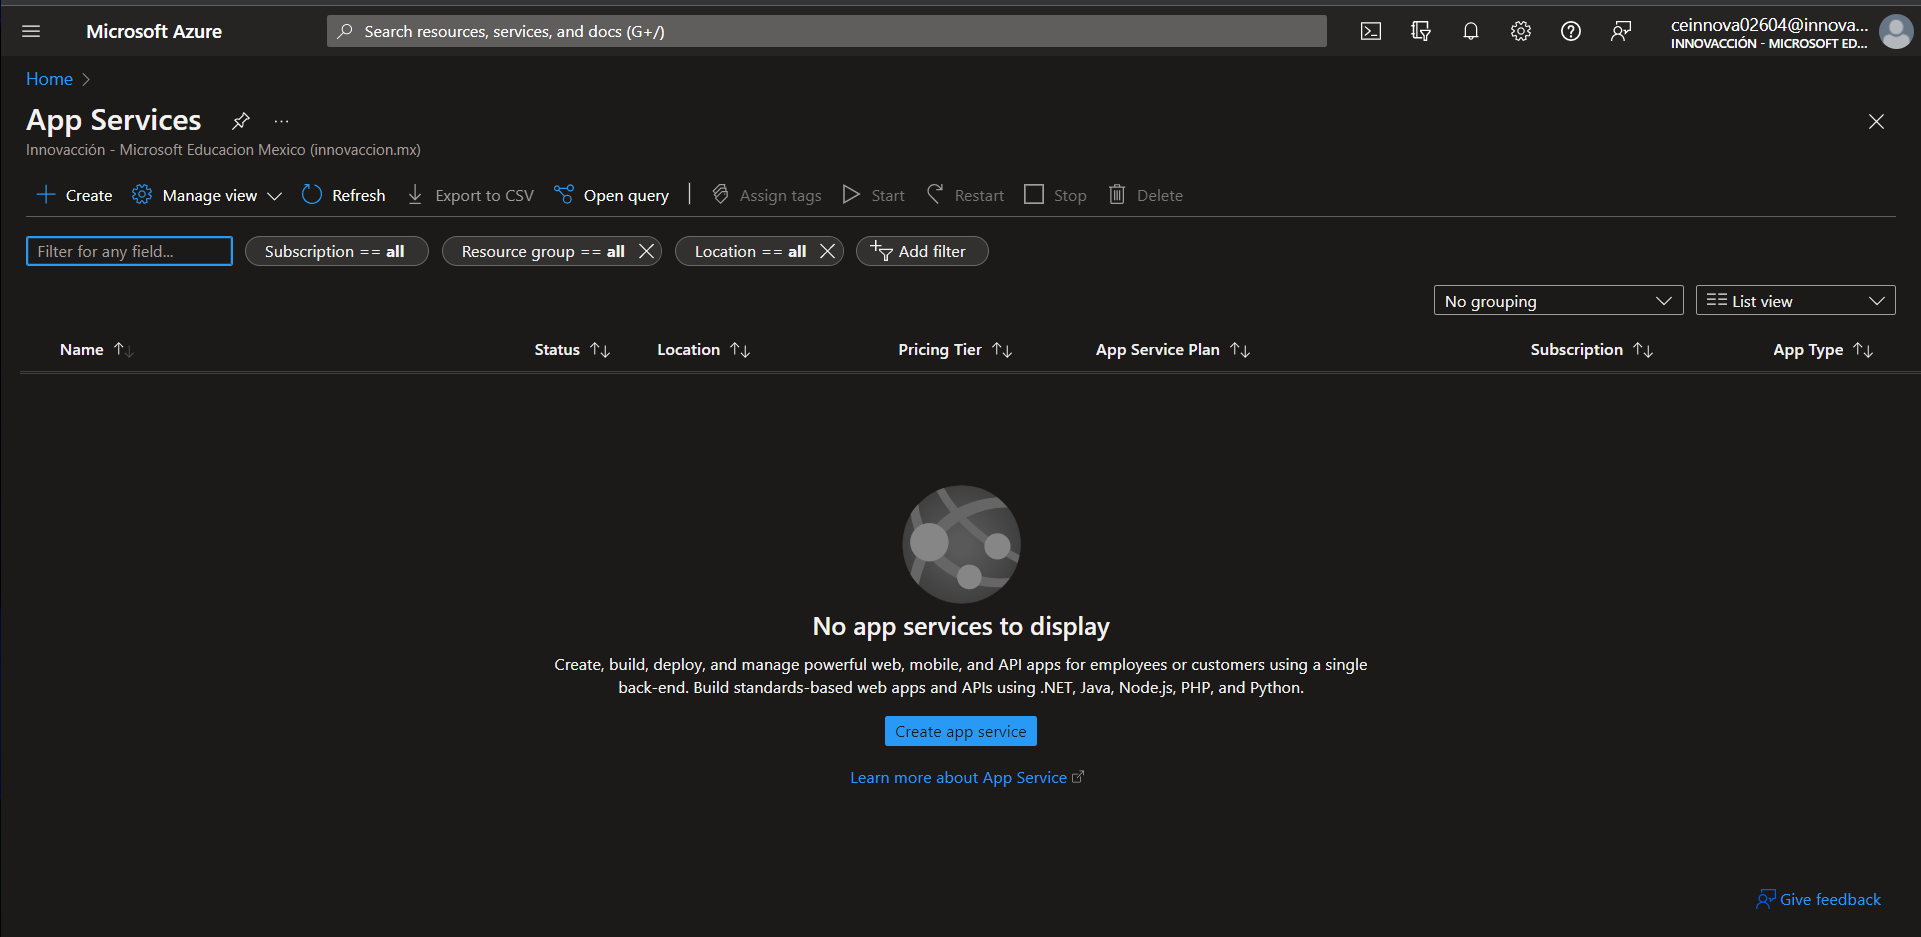 Microsoft Azure
Search resources, services, and docs (G+/)
ceinnova02604@innova...
INNOVACCIÓN - MICROSOFT ED...
Home
App Services
...
Innovacción - Microsoft Educacion Mexico (innovaccion.mx)
Create
Manage view
Refresh
Export to CSV
Open query
Assign tags
Start
Restart
Stop
Delete
Filter for any field...
Subscription == all
Resource group == all
Location == all
Add filter
No grouping
List view
Name
Status
Location
Pricing Tier
App Service Plan
Subscription
App Type
No app services to display
Create, build, deploy, and manage powerful web, mobile, and API apps for employees or customers using a single
back-end. Build standards-based web apps and APIs using .NET, Java, Node.js, PHP, and Python.
Create app service
Learn more about App Service
Give feedback